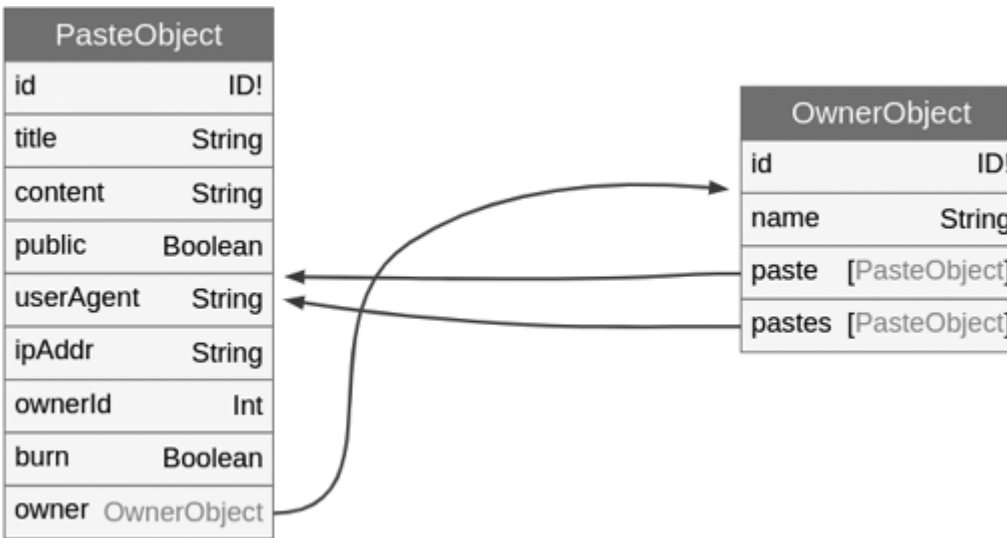 PasteObject
id ID!
title String
content String
public Boolean
userAgent String
ipAddr String
ownerId Int
burn Boolean
owner OwnerObject
OwnerObject
id ID!
name String
paste [PasteObject]
pastes [PasteObject]